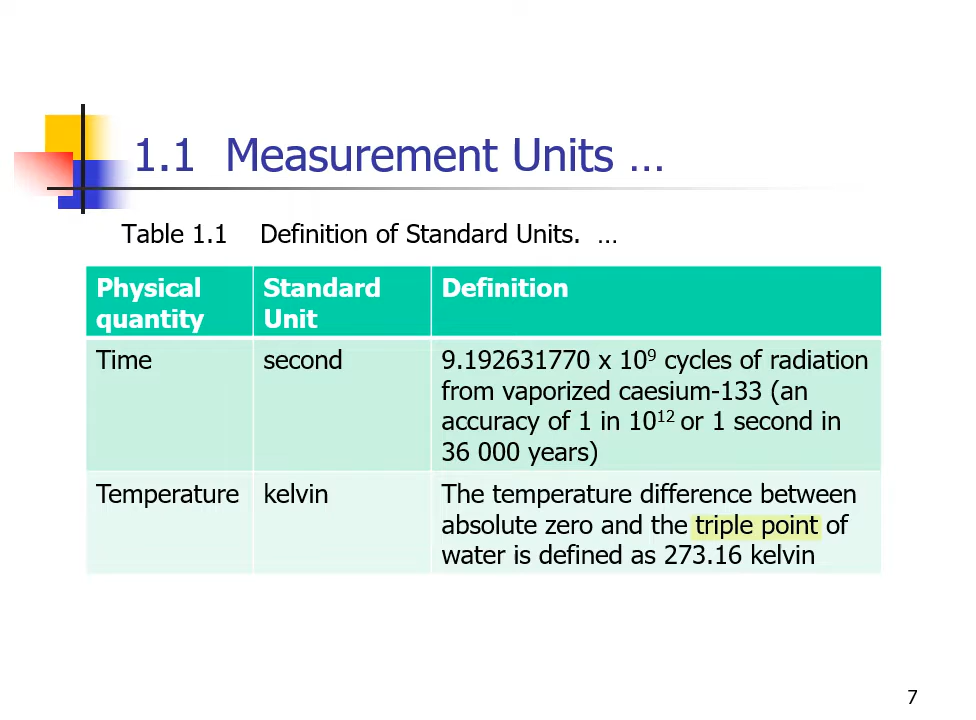 1.1 Measurement Units …
Table 1.1 Definition of Standard Units. …
Physical quantity
Standard Unit
Definition
Time
second
9.192631770 x 10⁹ cycles of radiation
from vaporized caesium-133 (an
accuracy of 1 in 10¹² or 1 second in
36 000 years)
Temperature
kelvin
The temperature difference between
absolute zero and the triple point of
water is defined as 273.16 kelvin
7